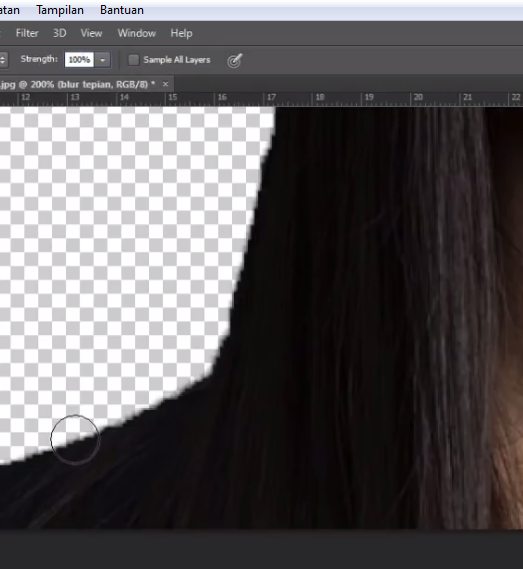 atan Tampilan Bantuan
Filter 3D View Window Help
Strength: 100% Sample All Layers
.jpg @ 200% (blur tepian, RGB/8) * ×
12 13 14 15 16 17 18 19 20 21 22